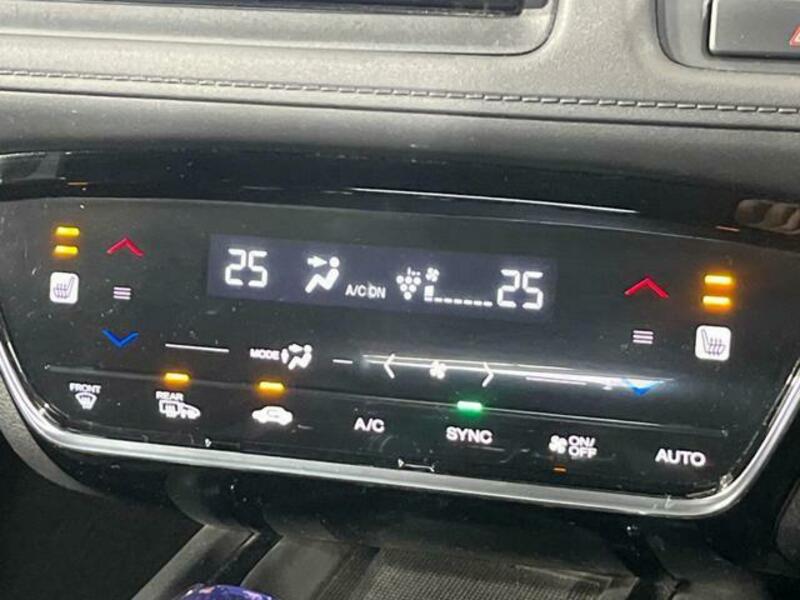 25 A/C ON 25
MODE
FRONT
REAR
A/C SYNC ON/OFF AUTO